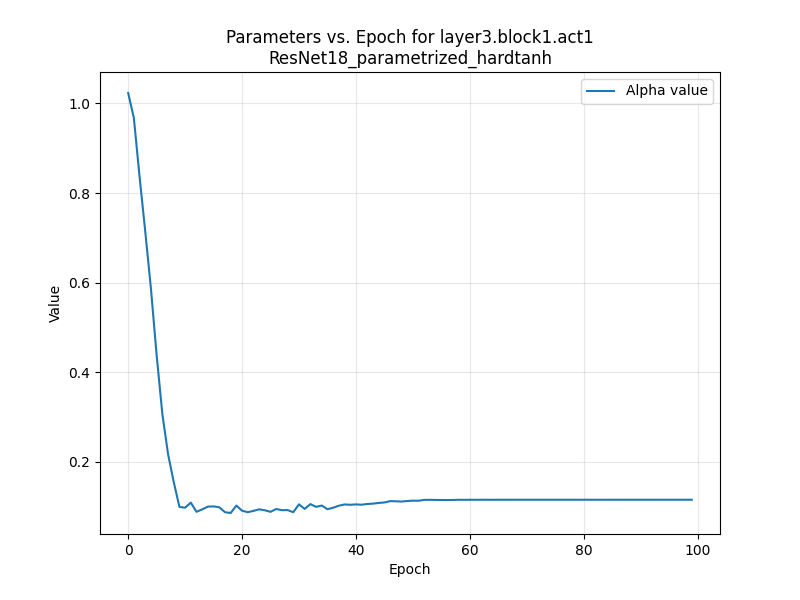 Parameters vs. Epoch for layer3.block1.act1
ResNet18_parametrized_hardtanh
Alpha value
1.0
0.8
0.6
0.4
0.2
Value
0
20
40
60
80
100
Epoch